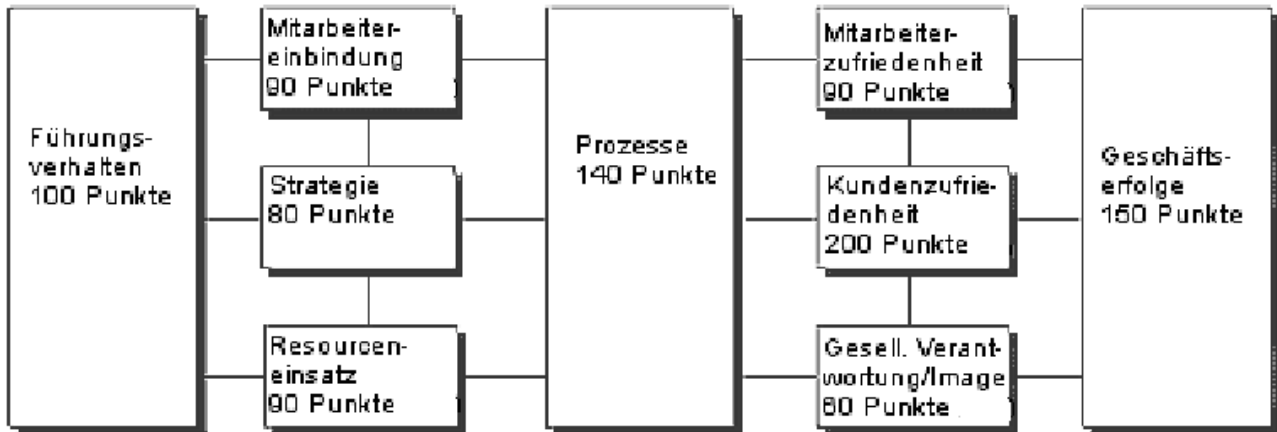 Führungs-
verhalten
100 Punkte
Mitarbeiter-
einbindung
90 Punkte
Strategie
80 Punkte
Resourcen-
einsatz
90 Punkte
Prozesse
140 Punkte
Mitarbeiter-
zufriedenheit
90 Punkte
Kundenzufrie-
denheit
200 Punkte
Gesell. Verant-
wortung/Image
60 Punkte
Geschäfts-
erfolge
150 Punkte